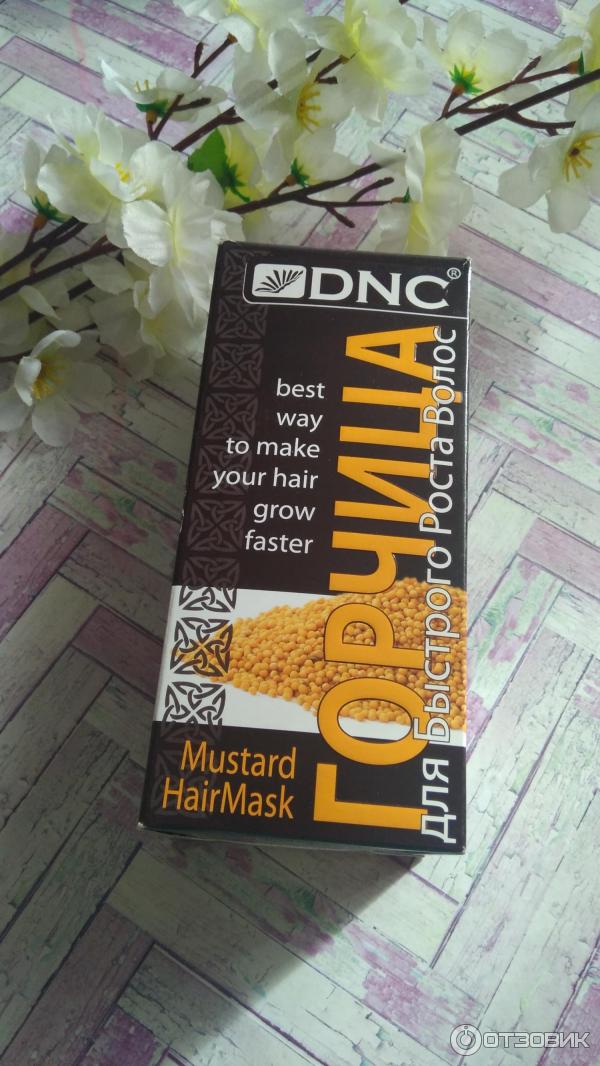 DNC®
best
way
to make
your hair
grow
faster
ГОРЧИЦА
для Быстрого Роста Волос
Mustard
HairMask
ОТЗОВИК